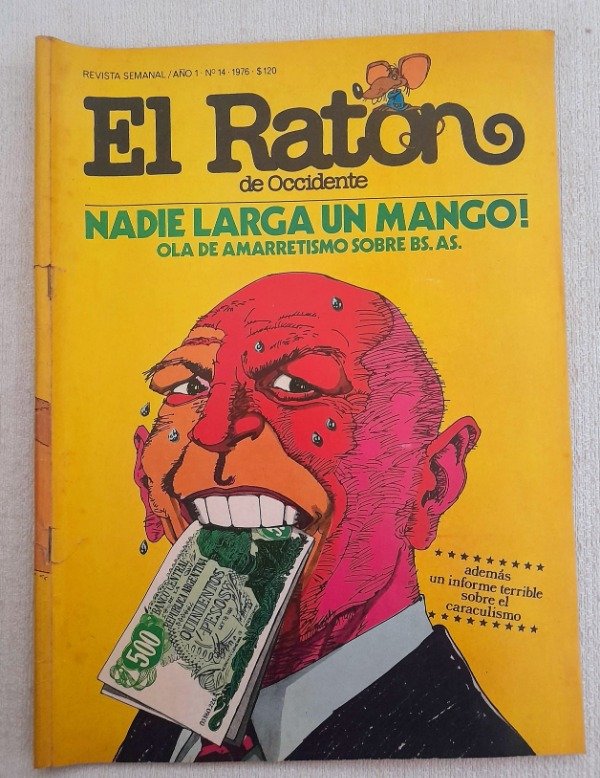 REVISTA SEMANAL / AÑO 1 · Nº 14 · 1976 · $120
El Ratón
de Occidente
NADIE LARGA UN MANGO!
OLA DE AMARRETISMO SOBRE BS. AS.
además
un informe terrible
sobre el
caraculismo
BANCO CENTRAL
REPUBLICA ARGENTINA
QUINIENTOS
PESOS
500